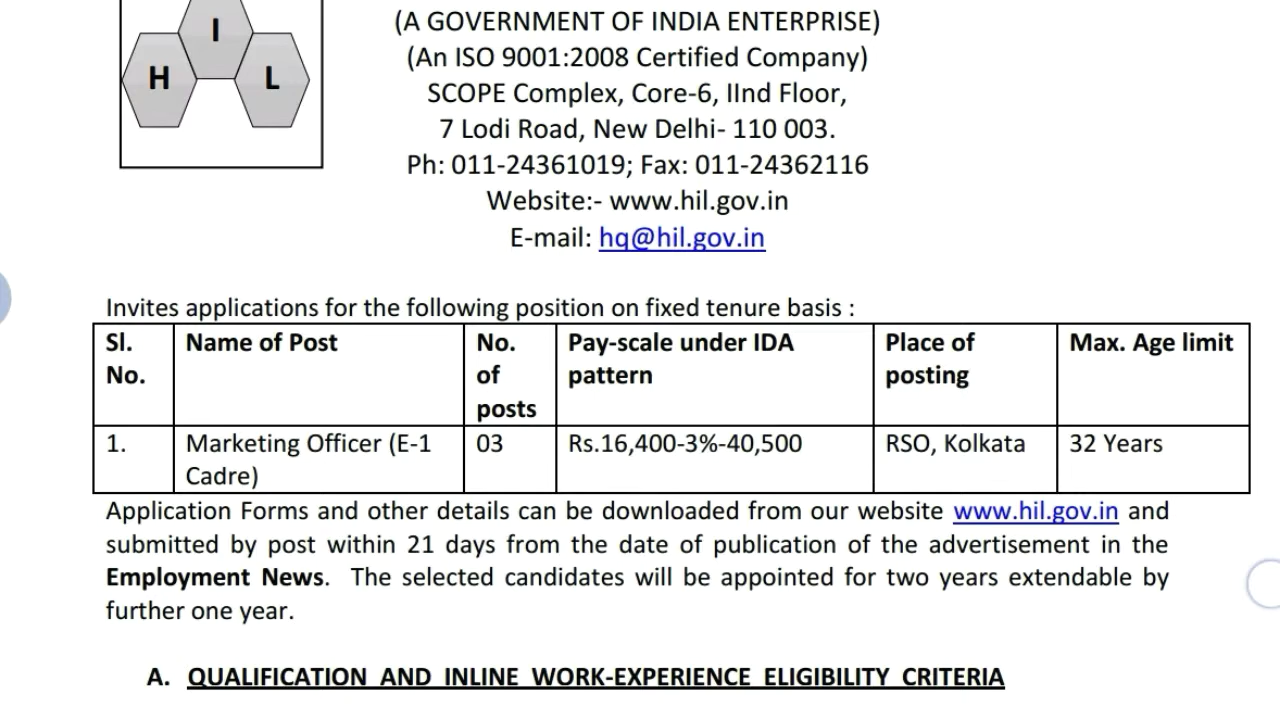 I
H
L
(A GOVERNMENT OF INDIA ENTERPRISE)
(An ISO 9001:2008 Certified Company)
SCOPE Complex, Core-6, IInd Floor,
7 Lodi Road, New Delhi- 110 003.
Ph: 011-24361019; Fax: 011-24362116
Website:- www.hil.gov.in
E-mail: hq@hil.gov.in
Invites applications for the following position on fixed tenure basis :
Sl. No.
Name of Post
No. of posts
Pay-scale under IDA pattern
Place of posting
Max. Age limit
1.
Marketing Officer (E-1 Cadre)
03
Rs.16,400-3%-40,500
RSO, Kolkata
32 Years
Application Forms and other details can be downloaded from our website www.hil.gov.in and
submitted by post within 21 days from the date of publication of the advertisement in the
Employment News. The selected candidates will be appointed for two years extendable by
further one year.
A. QUALIFICATION AND INLINE WORK-EXPERIENCE ELIGIBILITY CRITERIA